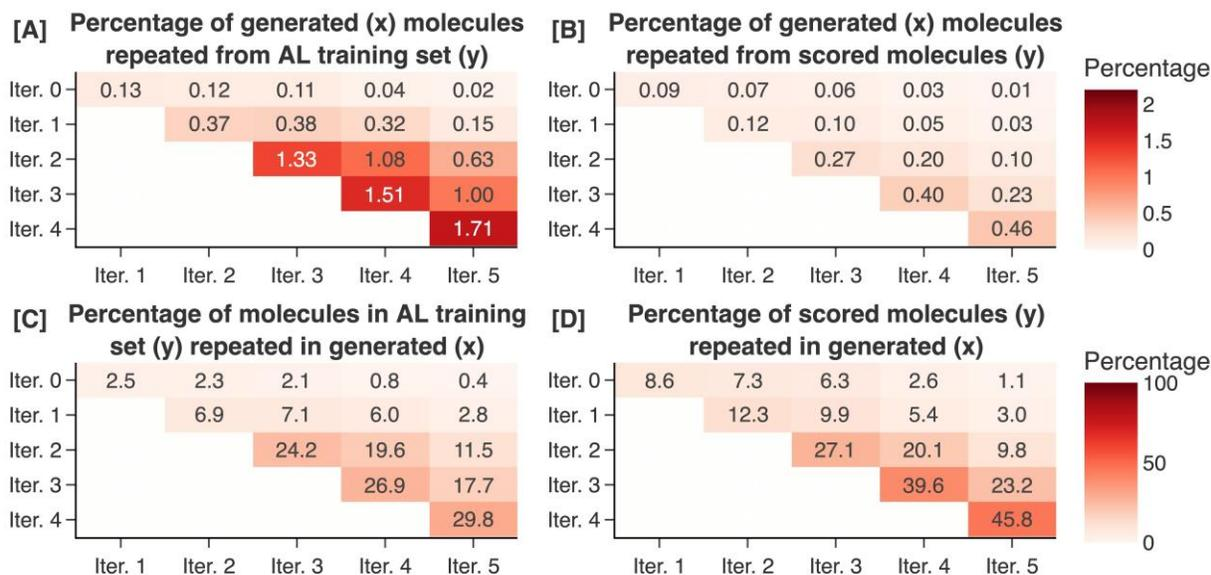 [A] Percentage of generated (x) molecules
repeated from AL training set (y)
Iter. 0 0.13 0.12 0.11 0.04 0.02
Iter. 1 0.37 0.38 0.32 0.15
Iter. 2 1.33 1.08 0.63
Iter. 3 1.51 1.00
Iter. 4 1.71
Iter. 1 Iter. 2 Iter. 3 Iter. 4 Iter. 5
[B] Percentage of generated (x) molecules
repeated from scored molecules (y)
Iter. 0 0.09 0.07 0.06 0.03 0.01
Iter. 1 0.12 0.10 0.05 0.03
Iter. 2 0.27 0.20 0.10
Iter. 3 0.40 0.23
Iter. 4 0.46
Iter. 1 Iter. 2 Iter. 3 Iter. 4 Iter. 5
Percentage
2
1.5
1
0.5
0
[C] Percentage of molecules in AL training
set (y) repeated in generated (x)
Iter. 0 2.5 2.3 2.1 0.8 0.4
Iter. 1 6.9 7.1 6.0 2.8
Iter. 2 24.2 19.6 11.5
Iter. 3 26.9 17.7
Iter. 4 29.8
Iter. 1 Iter. 2 Iter. 3 Iter. 4 Iter. 5
[D] Percentage of scored molecules (y)
repeated in generated (x)
Iter. 0 8.6 7.3 6.3 2.6 1.1
Iter. 1 12.3 9.9 5.4 3.0
Iter. 2 27.1 20.1 9.8
Iter. 3 39.6 23.2
Iter. 4 45.8
Iter. 1 Iter. 2 Iter. 3 Iter. 4 Iter. 5
Percentage
100
50
0